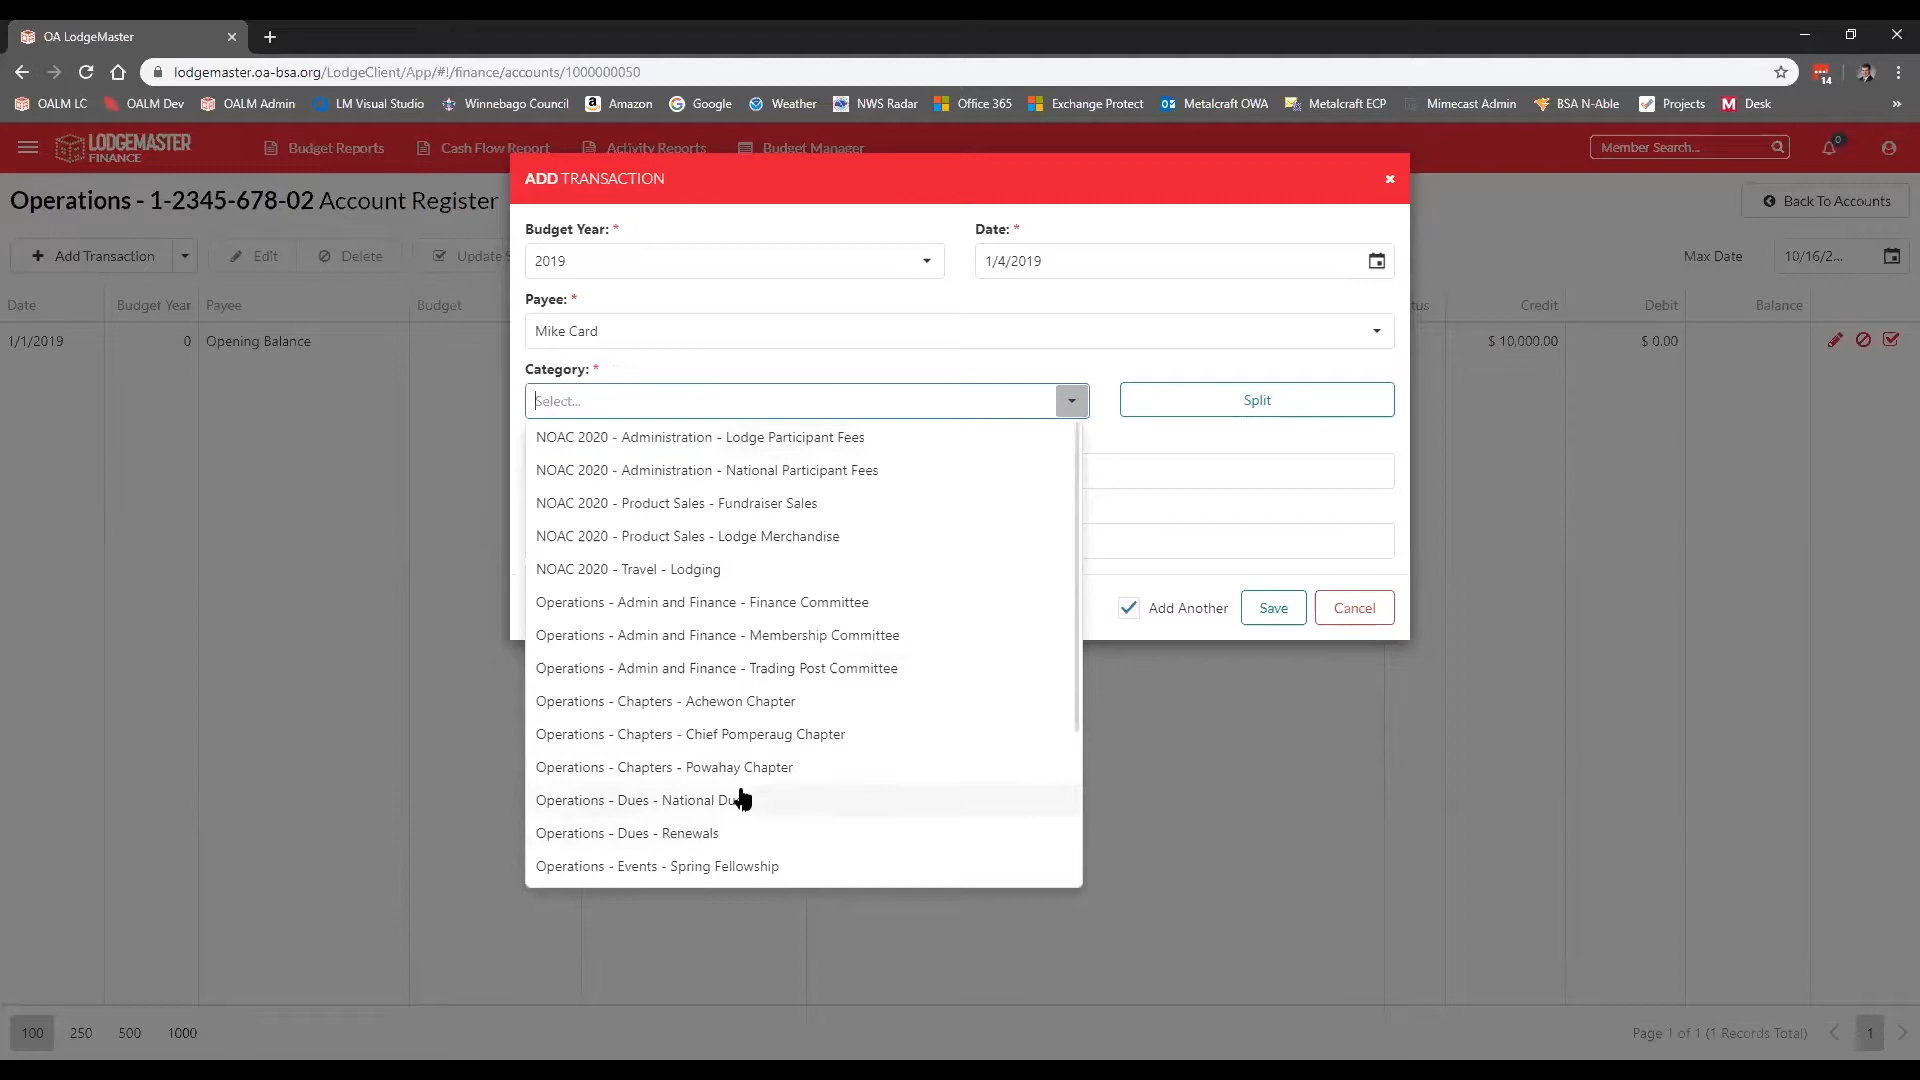 OA LodgeMaster
lodgemaster.oa-bsa.org/LodgeClient/App/#!/finance/accounts/1000000050
14
OALM LC OALM Dev OALM Admin LM Visual Studio Winnebago Council Amazon Google Weather NWS Radar Office 365 Exchange Protect Metalcraft OWA Metalcraft ECP Mimecast Admin BSA N-Able Projects Desk »
LODGEMASTER
FINANCE
Budget Reports Cash Flow Report Activity Reports Budget Manager Member Search... 0
Operations - 1-2345-678-02 Account Register
Back To Accounts
Add Transaction Edit Delete Update Max Date 10/16/2...
Date Budget Year Payee Budget Credit Debit Balance
1/1/2019 0 Opening Balance $ 10,000.00 $ 0.00
ADD TRANSACTION
Budget Year: * Date: *
2019 1/4/2019
Payee: *
Mike Card
Category: *
Select... Split
NOAC 2020 - Administration - Lodge Participant Fees
NOAC 2020 - Administration - National Participant Fees
NOAC 2020 - Product Sales - Fundraiser Sales
NOAC 2020 - Product Sales - Lodge Merchandise
NOAC 2020 - Travel - Lodging
Operations - Admin and Finance - Finance Committee
Operations - Admin and Finance - Membership Committee
Operations - Admin and Finance - Trading Post Committee
Operations - Chapters - Achewon Chapter
Operations - Chapters - Chief Pomperaug Chapter
Operations - Chapters - Powahay Chapter
Operations - Dues - National
Operations - Dues - Renewals
Operations - Events - Spring Fellowship
Add Another Save Cancel
100 250 500 1000 Page 1 of 1 (1 Records Total) 1